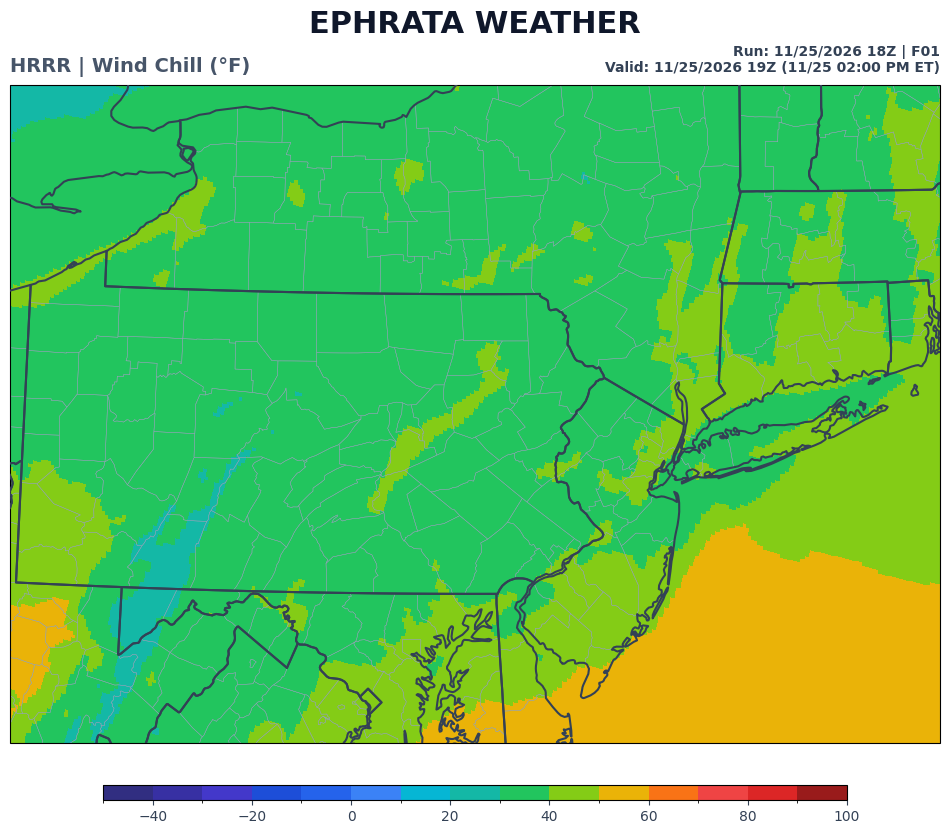 EPHRATA WEATHER
HRRR | Wind Chill (°F)
Run: 11/25/2026 18Z | F01
Valid: 11/25/2026 19Z (11/25 02:00 PM ET)
−40 −20 0 20 40 60 80 100